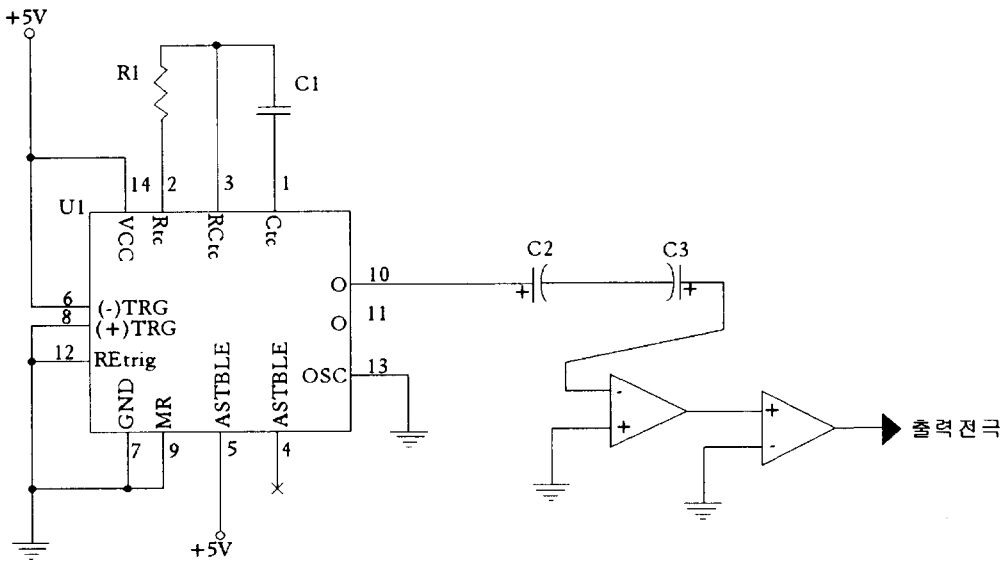 +5V
R1
C1
14
2
3
1
U1
VCC
Rtc
RCtc
Ctc
6
(-)TRG
8
(+)TRG
12
REtrig
GND
MR
ASTBLE
ASTBLE
O
10
O
11
OSC
13
7
9
5
4
+5V
C2
C3
+
+
-
+
+
-
출력전극